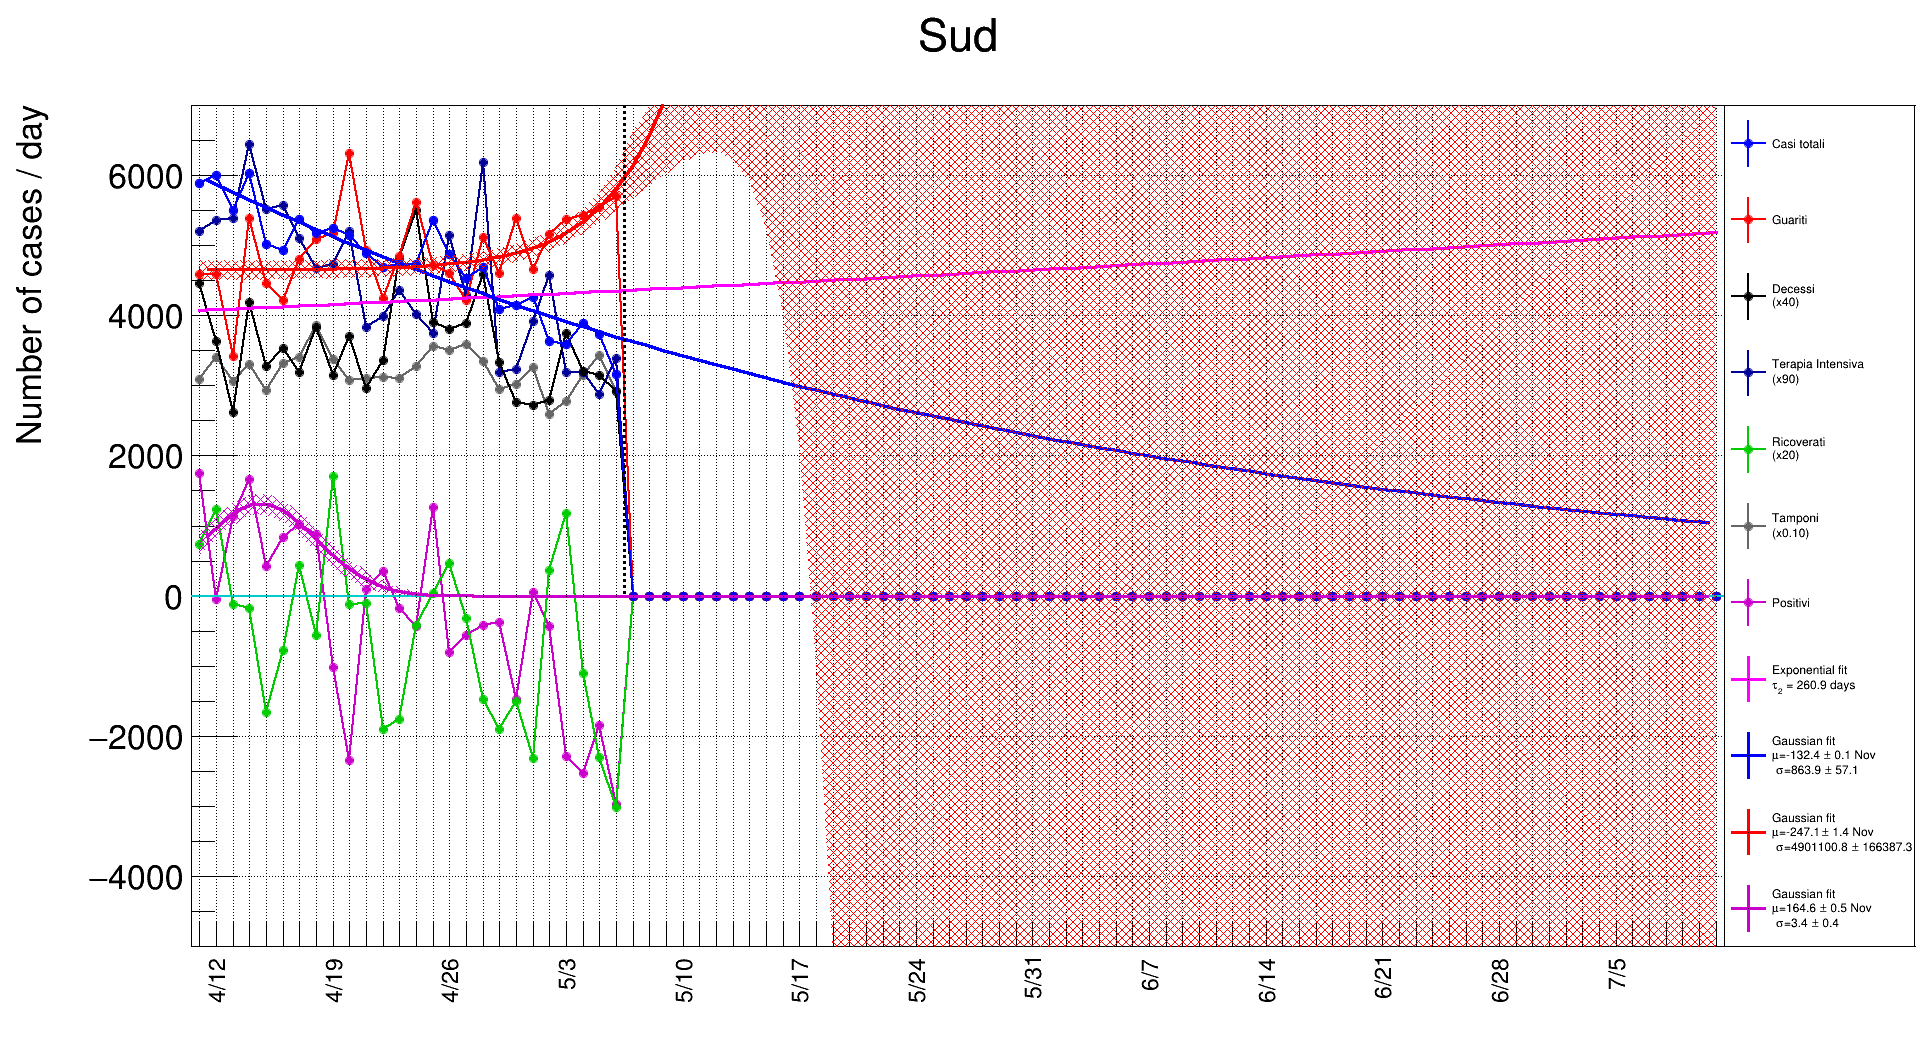 Sud
Number of cases / day
6000
4000
2000
0
−2000
−4000
4/12
4/19
4/26
5/3
5/10
5/17
5/24
5/31
6/7
6/14
6/21
6/28
7/5
Casi totali
Guariti
Decessi
(x40)
Terapia Intensiva
(x90)
Ricoverati
(x20)
Tamponi
(x0.10)
Positivi
Exponential fit
τ2 = 260.9 days
Gaussian fit
μ=-132.4 ± 0.1 Nov
σ=863.9 ± 57.1
Gaussian fit
μ=-247.1 ± 1.4 Nov
σ=4901100.8 ± 166387.3
Gaussian fit
μ=164.6 ± 0.5 Nov
σ=3.4 ± 0.4